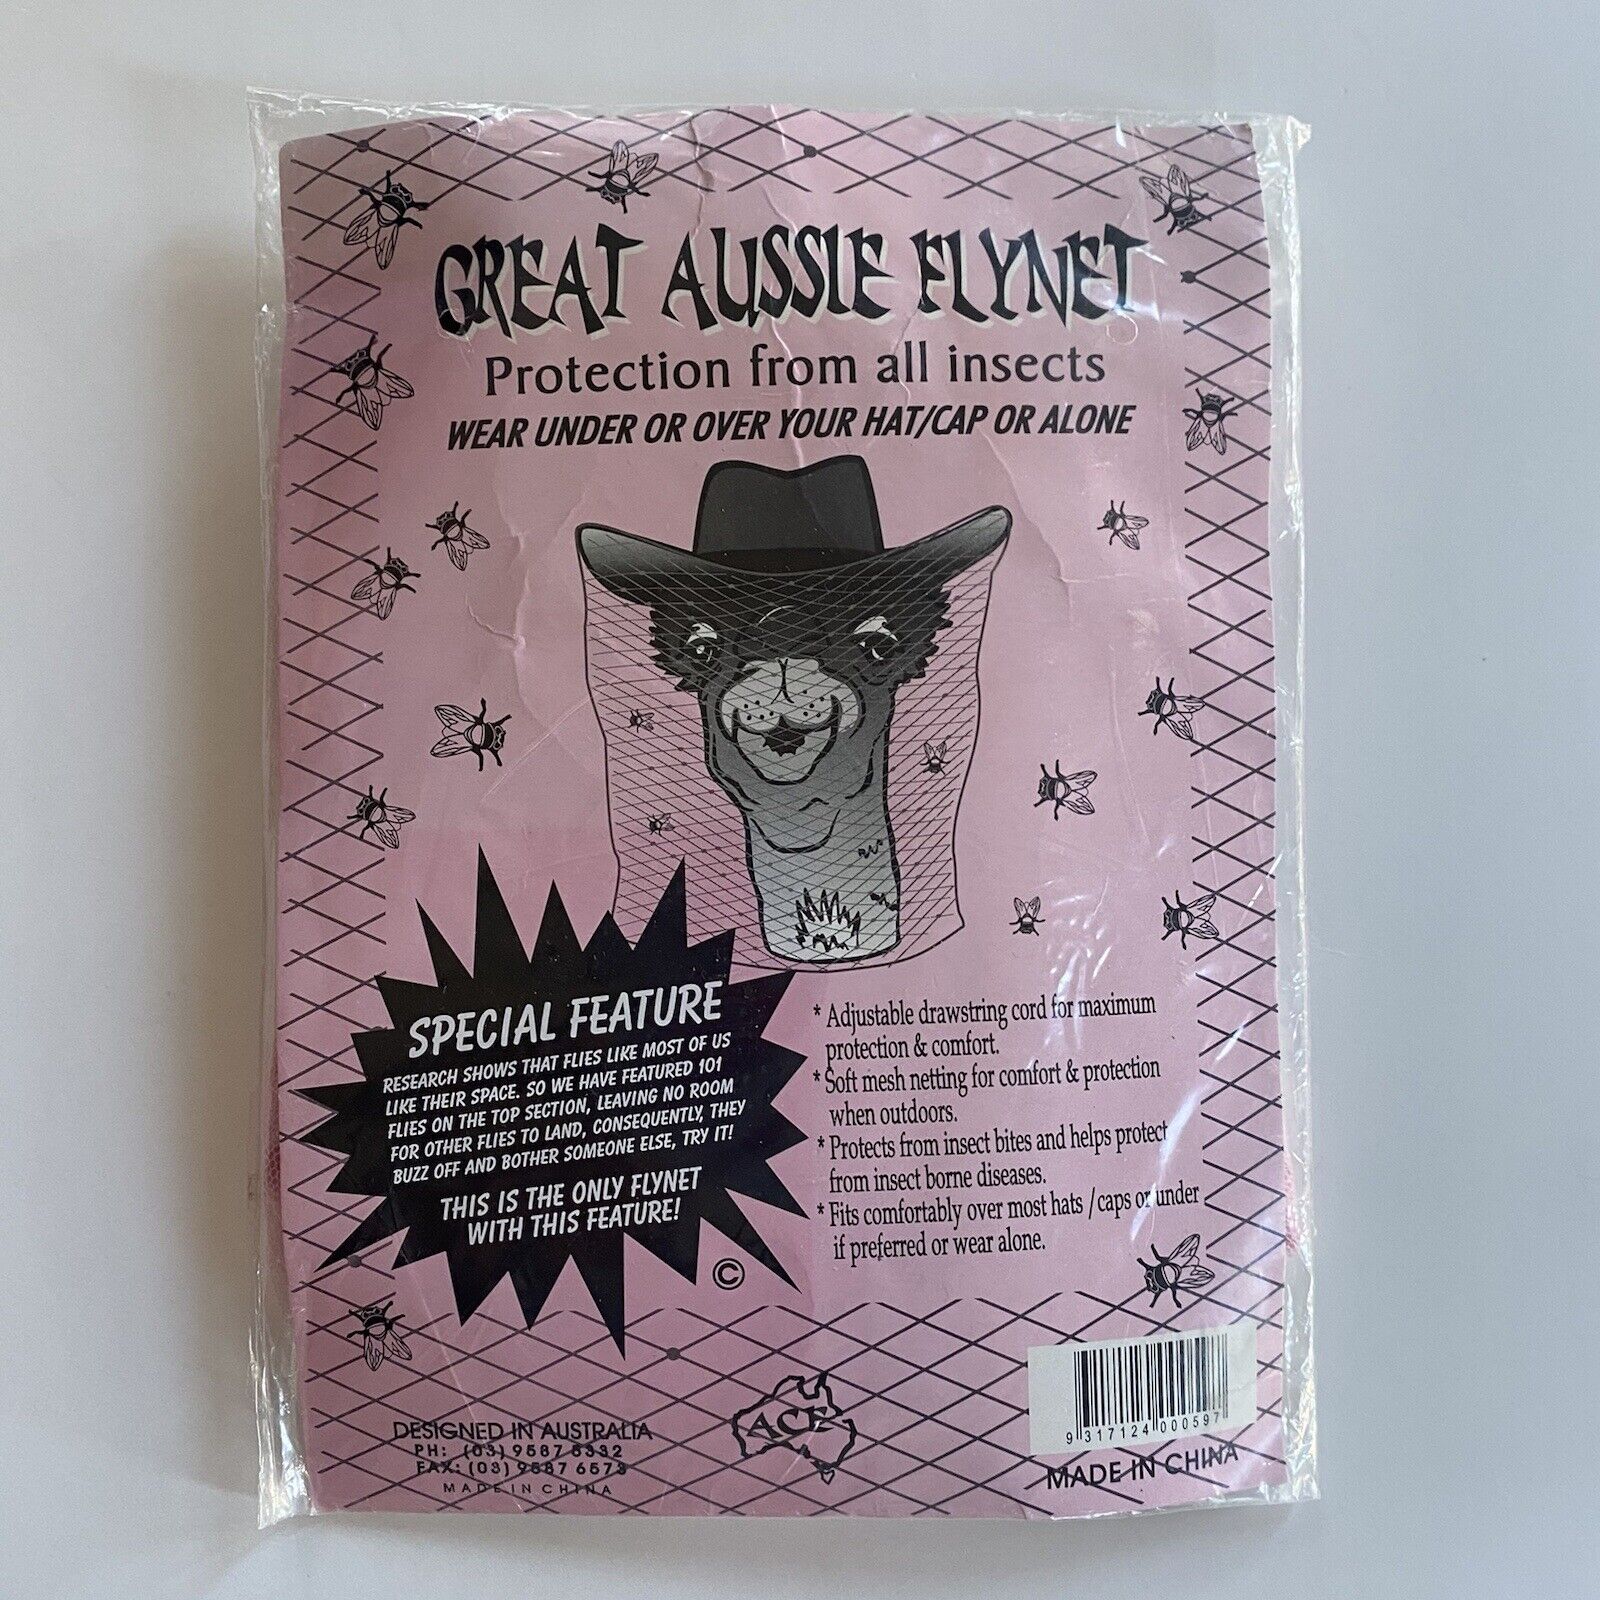 GREAT AUSSIE FLYNET
Protection from all insects
WEAR UNDER OR OVER YOUR HAT/CAP OR ALONE
SPECIAL FEATURE
RESEARCH SHOWS THAT FLIES LIKE MOST OF US
LIKE THEIR SPACE. SO WE HAVE FEATURED 101
FLIES ON THE TOP SECTION, LEAVING NO ROOM
FOR OTHER FLIES TO LAND, CONSEQUENTLY, THEY
BUZZ OFF AND BOTHER SOMEONE ELSE, TRY IT!
THIS IS THE ONLY FLYNET
WITH THIS FEATURE!
©
* Adjustable drawstring cord for maximum
protection & comfort.
* Soft mesh netting for comfort & protection
when outdoors.
* Protects from insect bites and helps protect
from insect borne diseases.
* Fits comfortably over most hats / caps or under
if preferred or wear alone.
DESIGNED IN AUSTRALIA
PH: (03) 9587 5332
FAX: (03) 9587 6573
MADE IN CHINA
ACE
9 317124 000597
MADE IN CHINA